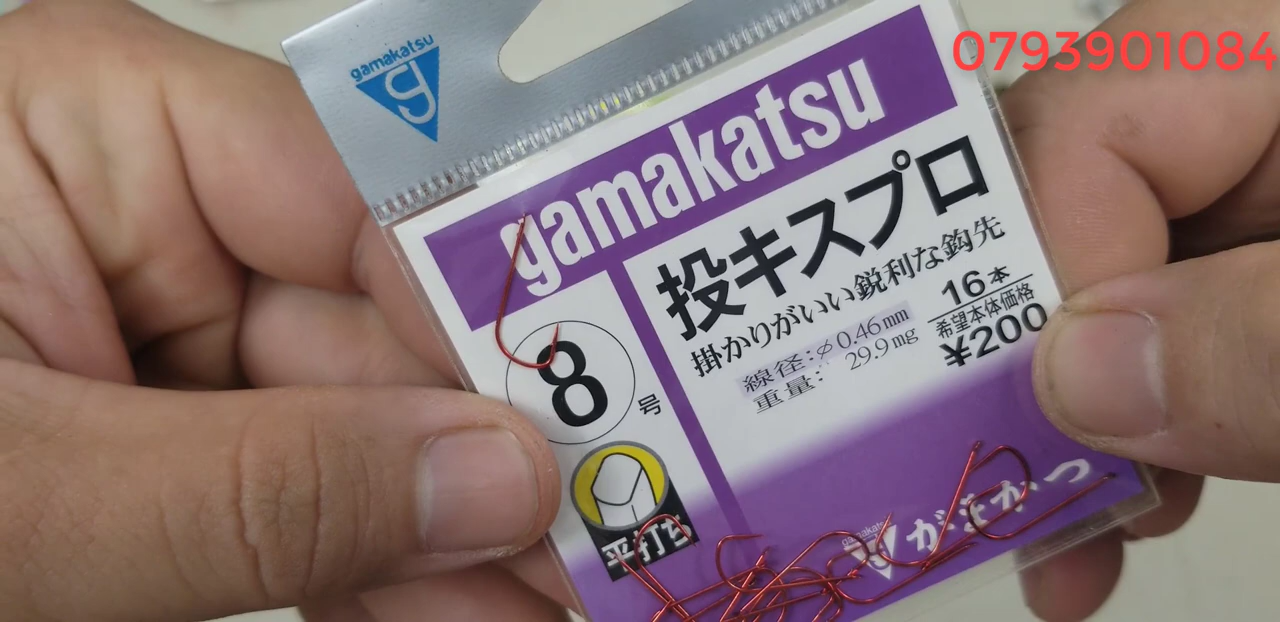 0793901084
gamakatsu
g
gamakatsu
投キスプロ
掛かりがいい鋭利な鈎先
16本
希望本体価格
¥200
線径:φ0.46mm
重量: 29.9mg
8号
平打ち
gamakatsu
がまかつ